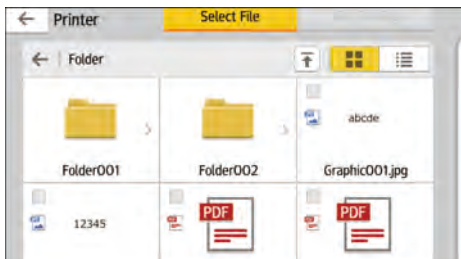 Printer
Select File
Folder
abcde
Folder001
Folder002
Graphic001.jpg
12345
PDF
PDF